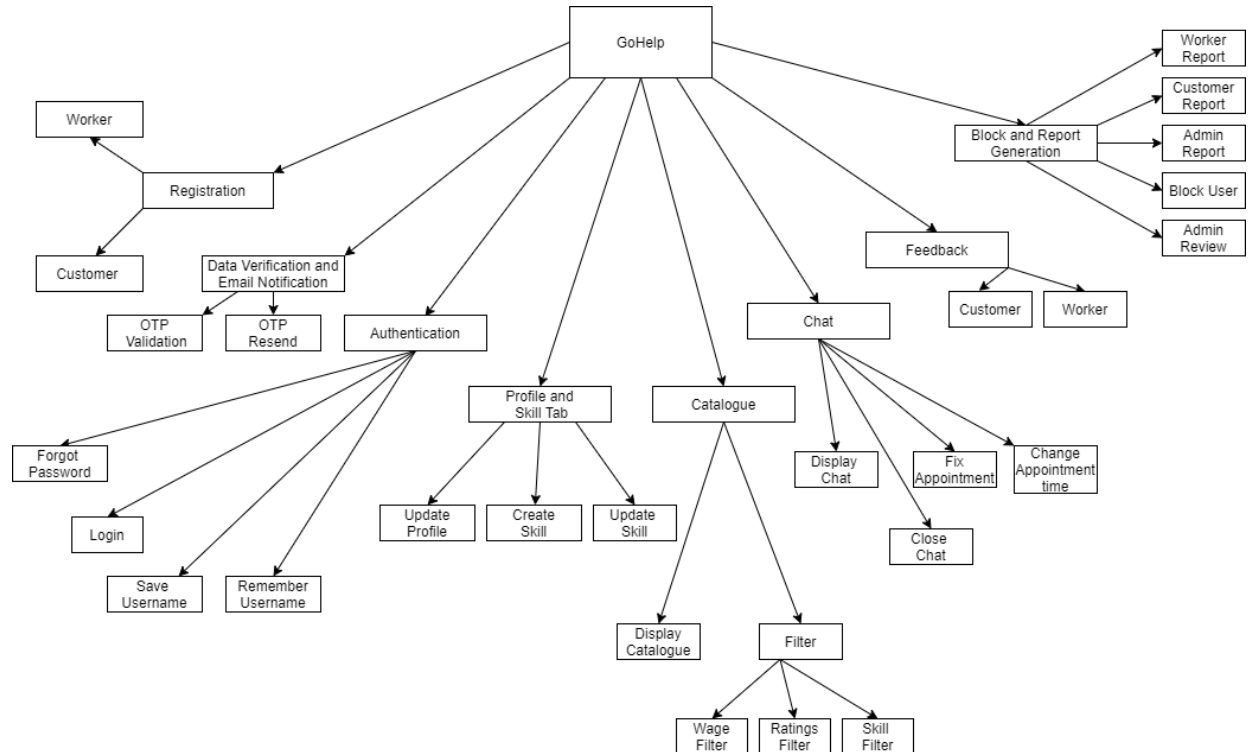 GoHelp
Worker
Report
Customer
Report
Block and Report
Generation
Admin
Report
Block User
Admin
Review
Worker
Registration
Customer
Data Verification and
Email Notification
OTP
Validation
OTP
Resend
Authentication
Forgot
Password
Login
Save
Username
Remember
Username
Profile and
Skill Tab
Update
Profile
Create
Skill
Update
Skill
Catalogue
Display
Catalogue
Filter
Wage
Filter
Ratings
Filter
Skill
Filter
Chat
Display
Chat
Fix
Appointment
Change
Appointment
time
Close
Chat
Feedback
Customer
Worker